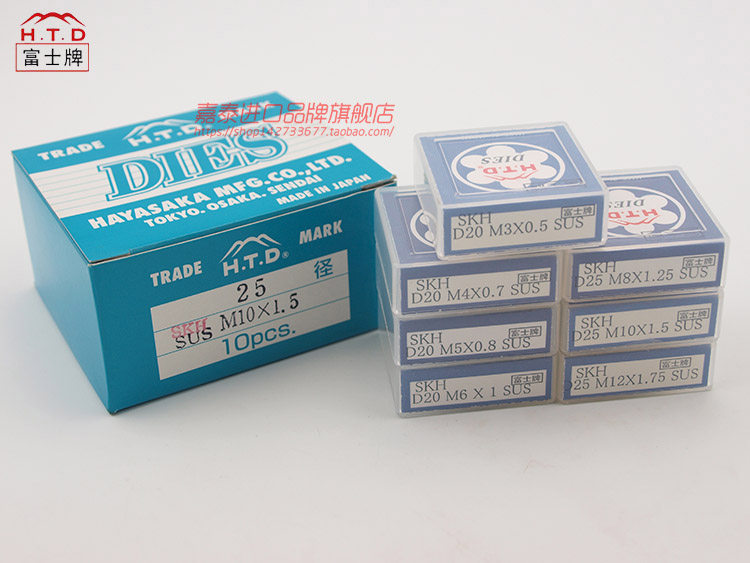 H.T.D
富士牌
嘉泰进口品牌旗舰店
https://shop142733677.taobao.com/
TRADE H.T.D
DIES
HAYASAKA MFG.CO.,LTD.
TOKYO. OSAKA. SENDAI
MADE IN JAPAN
TRADE H.T.D® MARK
25 径
SKH
SUS M10×1.5
10pcs.
H.T.D
DIES
SKH 富士牌
D20 M3X0.5 SUS
SKH 富士牌
D20 M4X0.7 SUS
H.T.D
DIES
SKH 富士牌
D25 M8X1.25 SUS
SKH 富士牌
D20 M5X0.8 SUS
SKH 富士牌
D25 M10X1.5 SUS
SKH 富士牌
D20 M6 X 1 SUS
SKH 富士牌
D25 M12X1.75 SUS